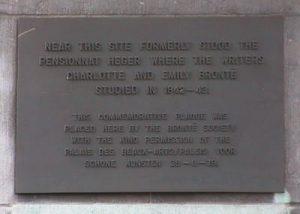 NEAR THIS SITE FORMERLY STOOD THE
PENSIONNAT HEGER WHERE THE WRITERS
CHARLOTTE AND EMILY BRONTË
STUDIED IN 1842-43.
THIS COMMEMORATIVE PLAQUE WAS
PLACED HERE BY THE BRONTË SOCIETY
WITH THE KIND PERMISSION OF THE
PALAIS DES BEAUX-ARTS/PALEIS VOOR
SCHONE KUNSTEN 28-